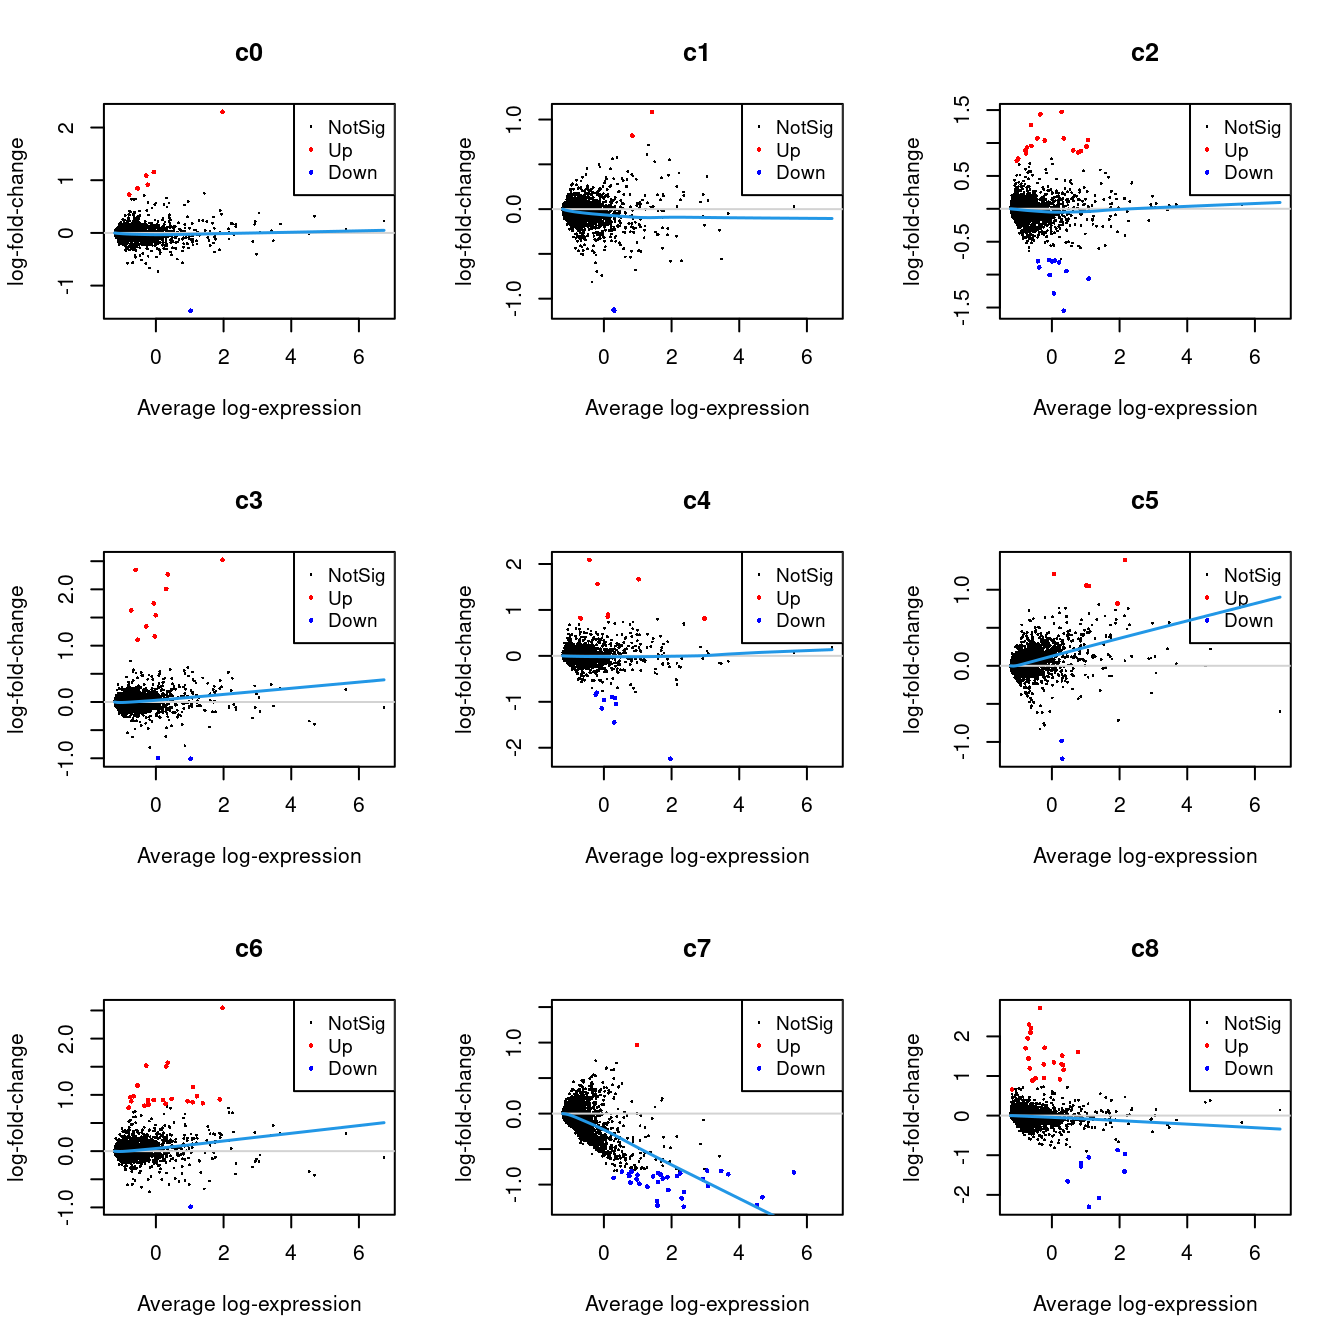 c0
log-fold-change
2
1
0
-1
NotSig
Up
Down
0 2 4 6
Average log-expression
c1
log-fold-change
1.0
0.0
-1.0
NotSig
Up
Down
0 2 4 6
Average log-expression
c2
log-fold-change
1.5
0.5
-0.5
-1.5
NotSig
Up
Down
0 2 4 6
Average log-expression
c3
log-fold-change
2.0
1.0
0.0
-1.0
NotSig
Up
Down
0 2 4 6
Average log-expression
c4
log-fold-change
2
1
0
-1
-2
NotSig
Up
Down
0 2 4 6
Average log-expression
c5
log-fold-change
1.0
0.0
-1.0
NotSig
Up
Down
0 2 4 6
Average log-expression
c6
log-fold-change
2.0
1.0
0.0
-1.0
NotSig
Up
Down
0 2 4 6
Average log-expression
c7
log-fold-change
1.0
0.0
-1.0
NotSig
Up
Down
0 2 4 6
Average log-expression
c8
log-fold-change
2
1
0
-1
-2
NotSig
Up
Down
0 2 4 6
Average log-expression